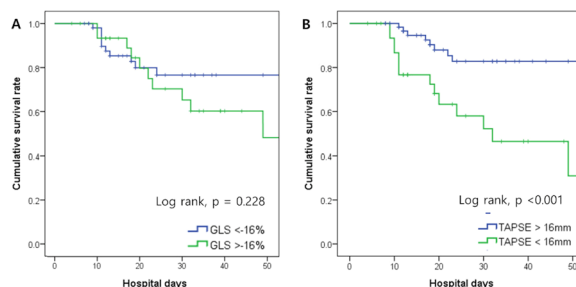 A
Cumulative survival rate
1.0
0.8
0.6
0.4
0.2
0.0
Log rank, p = 0.228
GLS <-16%
GLS >-16%
0 10 20 30 40 50
Hospital days
B
Cumulative survival rate
1.0
0.8
0.6
0.4
0.2
0.0
Log rank, p <0.001
TAPSE > 16mm
TAPSE < 16mm
0 10 20 30 40 50
Hospital days